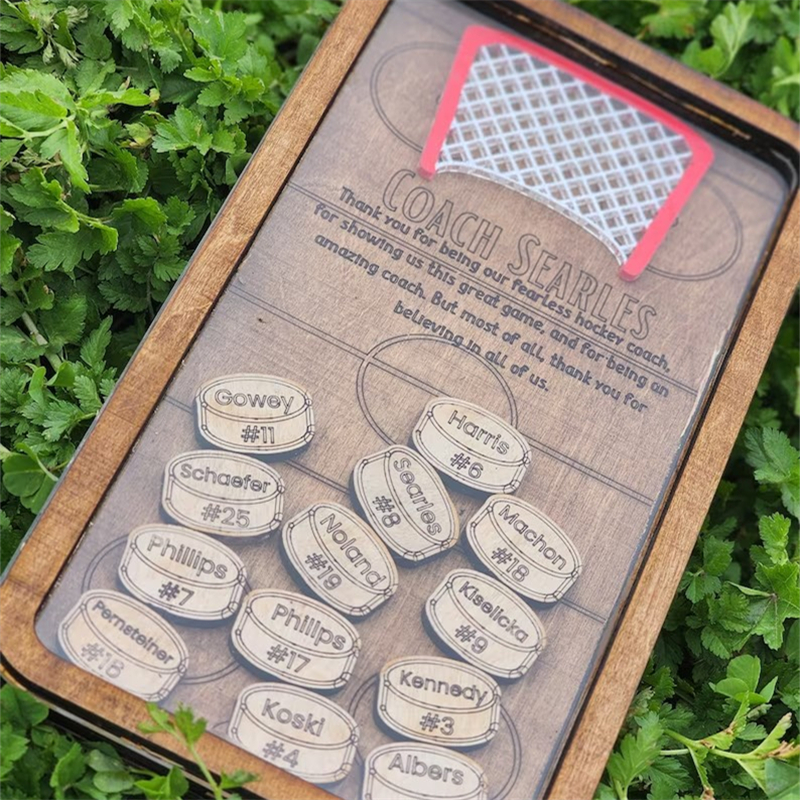 COACH SEARLES
Thank you for being our fearless hockey coach,
for showing us this great game, and for being an
amazing coach. But most of all, thank you for
believing in all of us.
Gowey
#11
Harris
#6
Schaefer
#25
Searles
#8
Machon
#18
Noland
#19
Phillips
#7
Kiselicka
#9
Pernsteiner
#16
Philips
#17
Kennedy
#3
Koski
#4
Albers